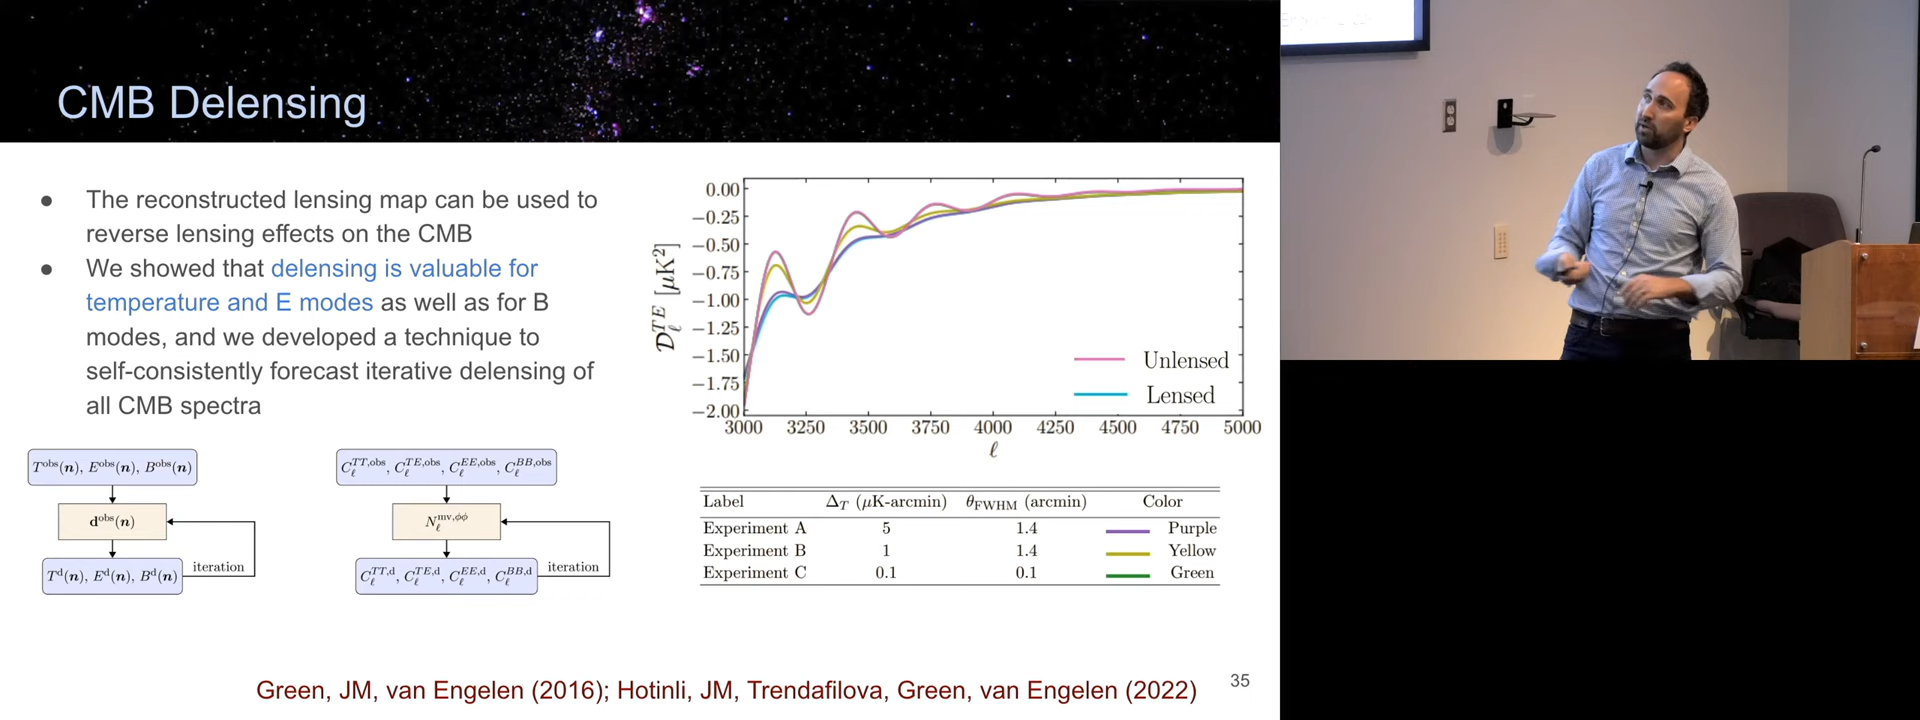 CMB Delensing
● The reconstructed lensing map can be used to
reverse lensing effects on the CMB
● We showed that delensing is valuable for
temperature and E modes as well as for B
modes, and we developed a technique to
self-consistently forecast iterative delensing of
all CMB spectra
T^obs(n), E^obs(n), B^obs(n)
d^obs(n)
T^d(n), E^d(n), B^d(n)
iteration
C_ℓ^TT,obs, C_ℓ^TE,obs, C_ℓ^EE,obs, C_ℓ^BB,obs
N_ℓ^mv,ϕϕ
C_ℓ^TT,d, C_ℓ^TE,d, C_ℓ^EE,d, C_ℓ^BB,d
iteration
D_ℓ^TE [μK²]
0.00
−0.25
−0.50
−0.75
−1.00
−1.25
−1.50
−1.75
−2.00
Unlensed
Lensed
3000 3250 3500 3750 4000 4250 4500 4750 5000
ℓ
Label Δ_T (μK-arcmin) θ_FWHM (arcmin) Color
Experiment A 5 1.4 Purple
Experiment B 1 1.4 Yellow
Experiment C 0.1 0.1 Green
Green, JM, van Engelen (2016); Hotinli, JM, Trendafilova, Green, van Engelen (2022)
35